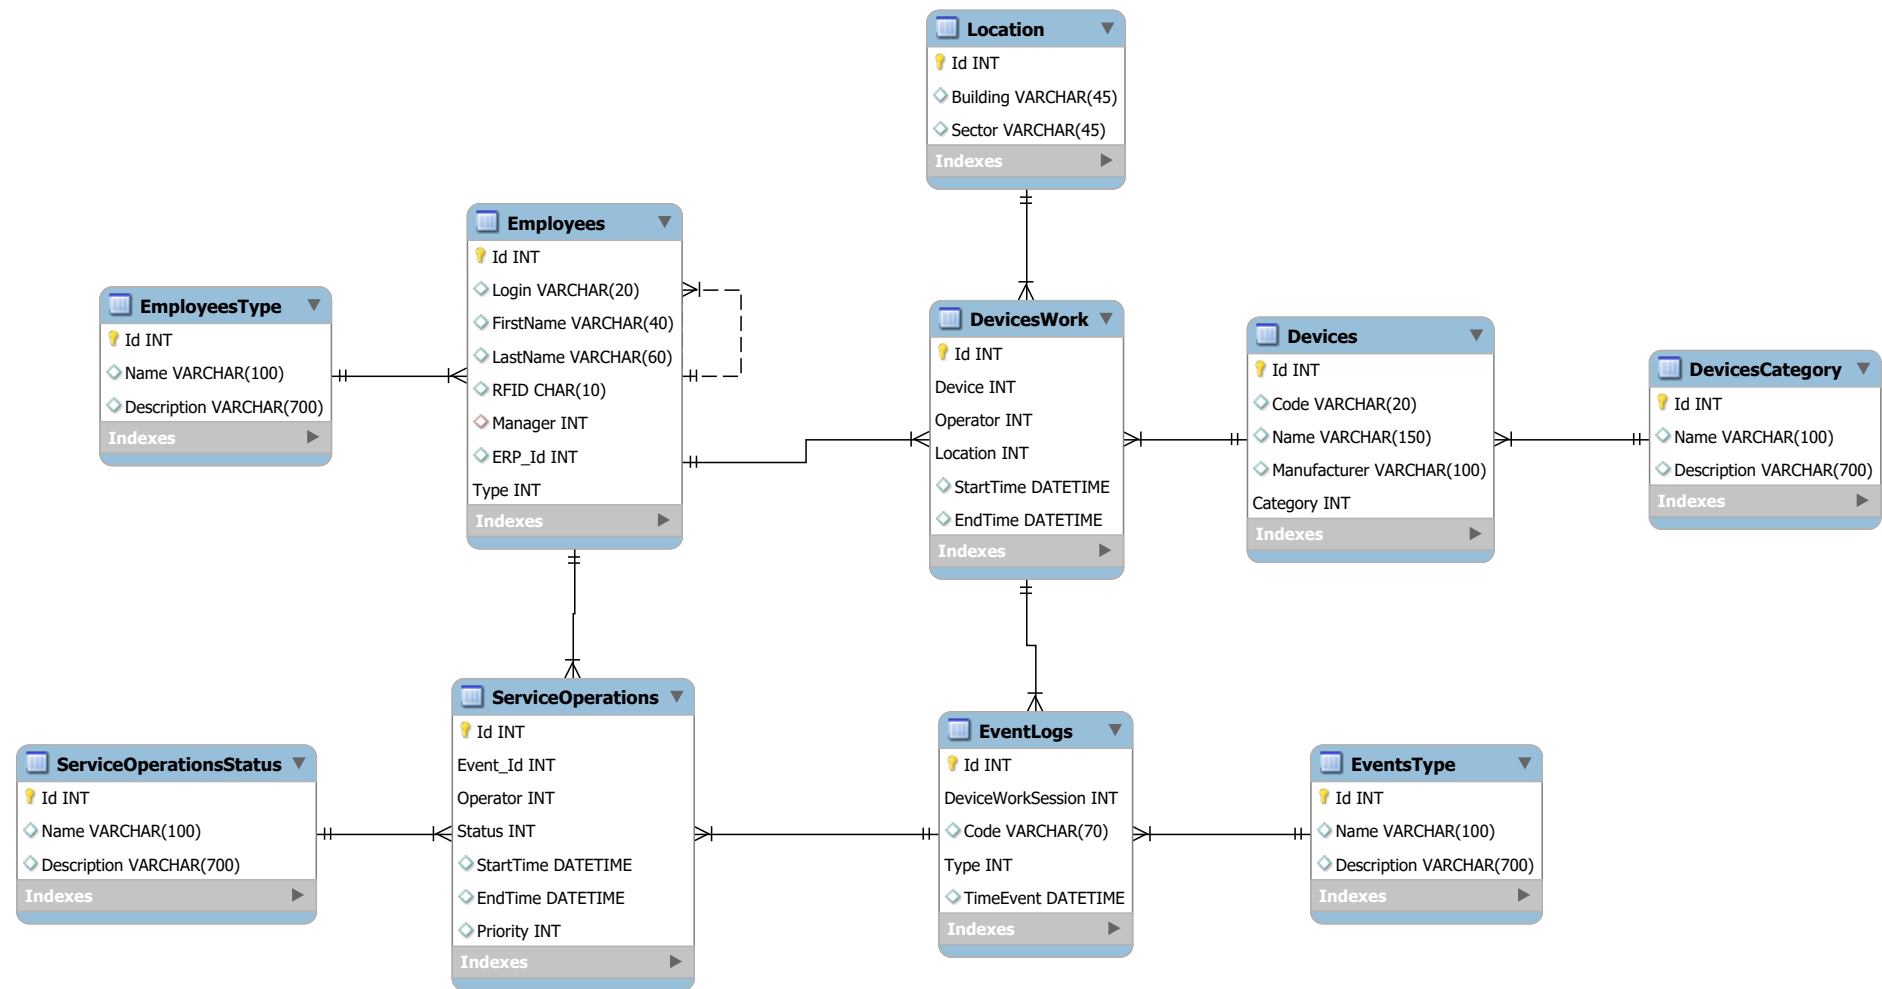 Location
Id INT
Building VARCHAR(45)
Sector VARCHAR(45)
Indexes
Employees
Id INT
Login VARCHAR(20)
FirstName VARCHAR(40)
LastName VARCHAR(60)
RFID CHAR(10)
Manager INT
ERP_Id INT
Type INT
Indexes
EmployeesType
Id INT
Name VARCHAR(100)
Description VARCHAR(700)
Indexes
DevicesWork
Id INT
Device INT
Operator INT
Location INT
StartTime DATETIME
EndTime DATETIME
Indexes
Devices
Id INT
Code VARCHAR(20)
Name VARCHAR(150)
Manufacturer VARCHAR(100)
Category INT
Indexes
DevicesCategory
Id INT
Name VARCHAR(100)
Description VARCHAR(700)
Indexes
ServiceOperations
Id INT
Event_Id INT
Operator INT
Status INT
StartTime DATETIME
EndTime DATETIME
Priority INT
Indexes
ServiceOperationsStatus
Id INT
Name VARCHAR(100)
Description VARCHAR(700)
Indexes
EventLogs
Id INT
DeviceWorkSession INT
Code VARCHAR(70)
Type INT
TimeEvent DATETIME
Indexes
EventsType
Id INT
Name VARCHAR(100)
Description VARCHAR(700)
Indexes